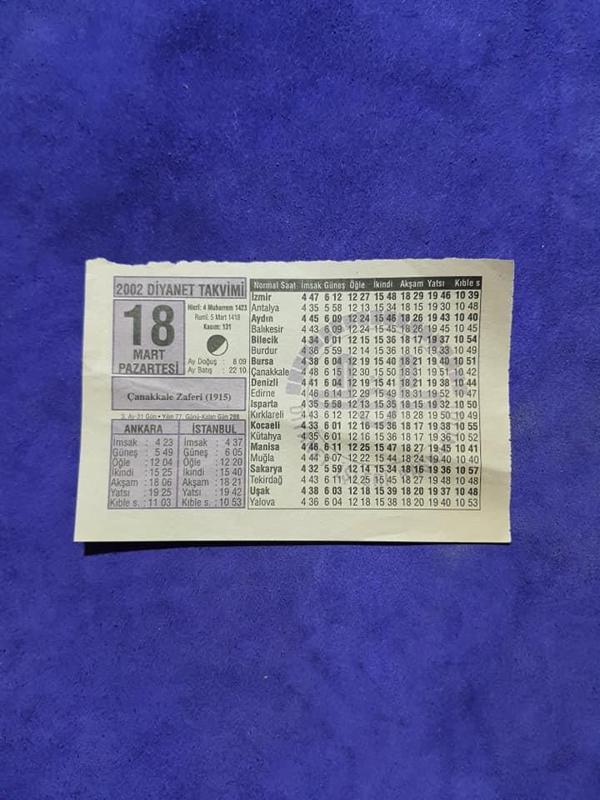 2002 DİYANET TAKVİMİ
18
MART
PAZARTESİ
Hicrî: 4 Muharrem 1423
Rumî: 5 Mart 1418
Kasım: 131
Ay Doğuş : 8 09
Ay Batış : 22 10
Çanakkale Zaferi (1915)
3. Ay-31 Gün • Yılın 77. Günü-Kalan Gün 288
ANKARA
İmsak : 4 23
Güneş : 5 49
Öğle : 12 04
İkindi : 15 25
Akşam : 18 06
Yatsı : 19 25
Kıble s. : 11 03
İSTANBUL
İmsak : 4 37
Güneş : 6 05
Öğle : 12 20
İkindi : 15 40
Akşam : 18 21
Yatsı : 19 42
Kıble s. : 10 53
Normal Saat İmsak Güneş Öğle İkindi Akşam Yatsı Kıble s
İzmir 4 47 6 12 12 27 15 48 18 29 19 46 10 39
Antalya 4 35 5 58 12 13 15 34 18 15 19 30 10 48
Aydın 4 45 6 09 12 24 15 46 18 26 19 43 10 40
Balıkesir 4 43 6 09 12 24 15 45 18 26 19 45 10 45
Bilecik 4 34 6 01 12 15 15 36 18 17 19 37 10 54
Burdur 4 36 5 59 12 14 15 36 18 16 19 33 10 49
Bursa 4 38 6 04 12 19 15 40 18 21 19 40 10 51
Çanakkale 4 48 6 15 12 30 15 50 18 31 19 51 10 42
Denizli 4 41 6 04 12 19 15 41 18 21 19 38 10 44
Edirne 4 46 6 14 12 29 15 49 18 31 19 52 10 47
Isparta 4 35 5 58 12 13 15 35 18 15 19 32 10 50
Kırklareli 4 43 6 12 12 27 15 46 18 28 19 50 10 49
Kocaeli 4 33 6 01 12 16 15 36 18 17 19 38 10 55
Kütahya 4 35 6 01 12 16 15 36 18 17 19 36 10 52
Manisa 4 46 6 11 12 25 15 47 18 27 19 45 10 41
Muğla 4 44 6 07 12 22 15 44 18 24 19 40 10 40
Sakarya 4 32 5 59 12 14 15 34 18 16 19 36 10 57
Tekirdağ 4 43 6 11 12 25 15 45 18 27 19 48 10 48
Uşak 4 38 6 03 12 18 15 39 18 20 19 37 10 48
Yalova 4 36 6 04 12 18 15 38 18 20 19 40 10 53